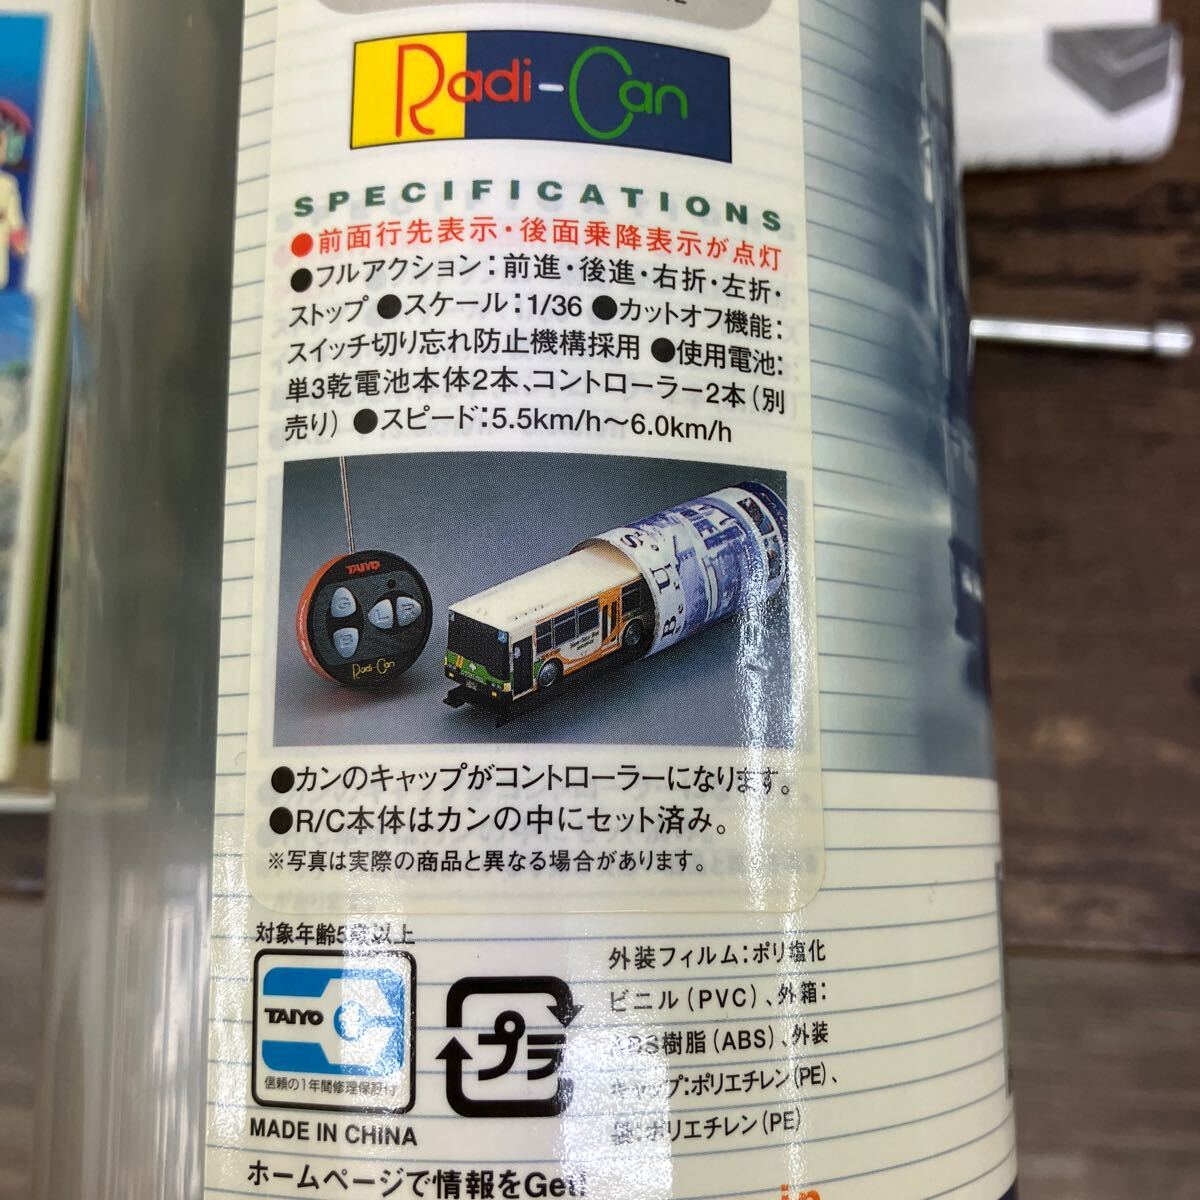 Radi-Can
SPECIFICATIONS
●前面行先表示・後面乗降表示が点灯
●フルアクション：前進・後進・右折・左折・
ストップ ●スケール：1/36 ●カットオフ機能：
スイッチ切り忘れ防止機構採用 ●使用電池：
単3乾電池本体2本、コントローラー2本（別
売り） ●スピード：5.5km/h〜6.0km/h
TAIYO
S
L R
B
Radi-Can
B.U.S.
●カンのキャップがコントローラーになります。
●R/C本体はカンの中にセット済み。
※写真は実際の商品と異なる場合があります。
対象年齢5歳以上
TAIYO
信頼の1年間修理保証付
MADE IN CHINA
プラ
外装フィルム：ポリ塩化
ビニル（PVC）、外箱：
ABS樹脂（ABS）、外装
キャップ：ポリエチレン（PE）、
袋：ポリエチレン（PE）
ホームページで情報をGet!